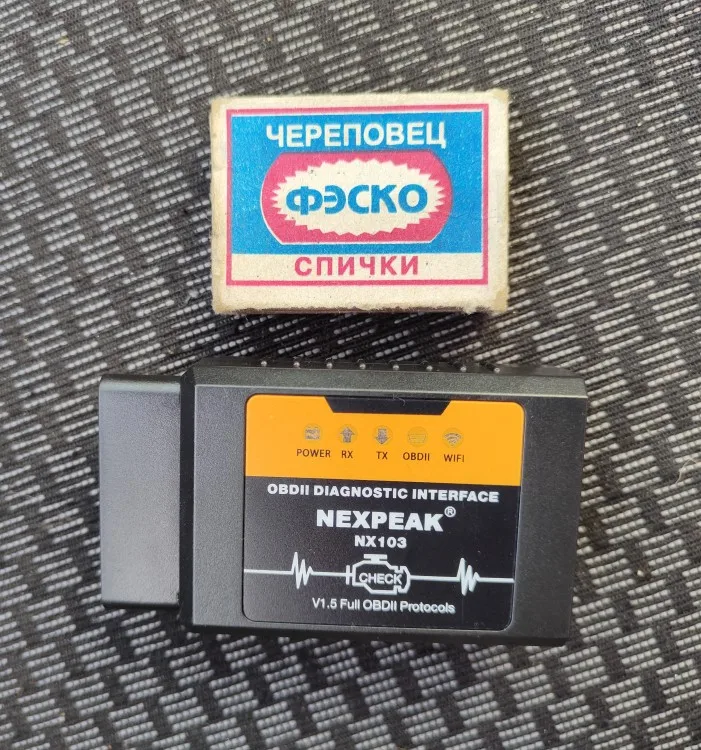 ЧЕРЕПОВЕЦ
ФЭСКО
СПИЧКИ
POWER RX TX OBDII WIFI
OBDII DIAGNOSTIC INTERFACE
NEXPEAK®
NX103
CHECK
V1.5 Full OBDII Protocols